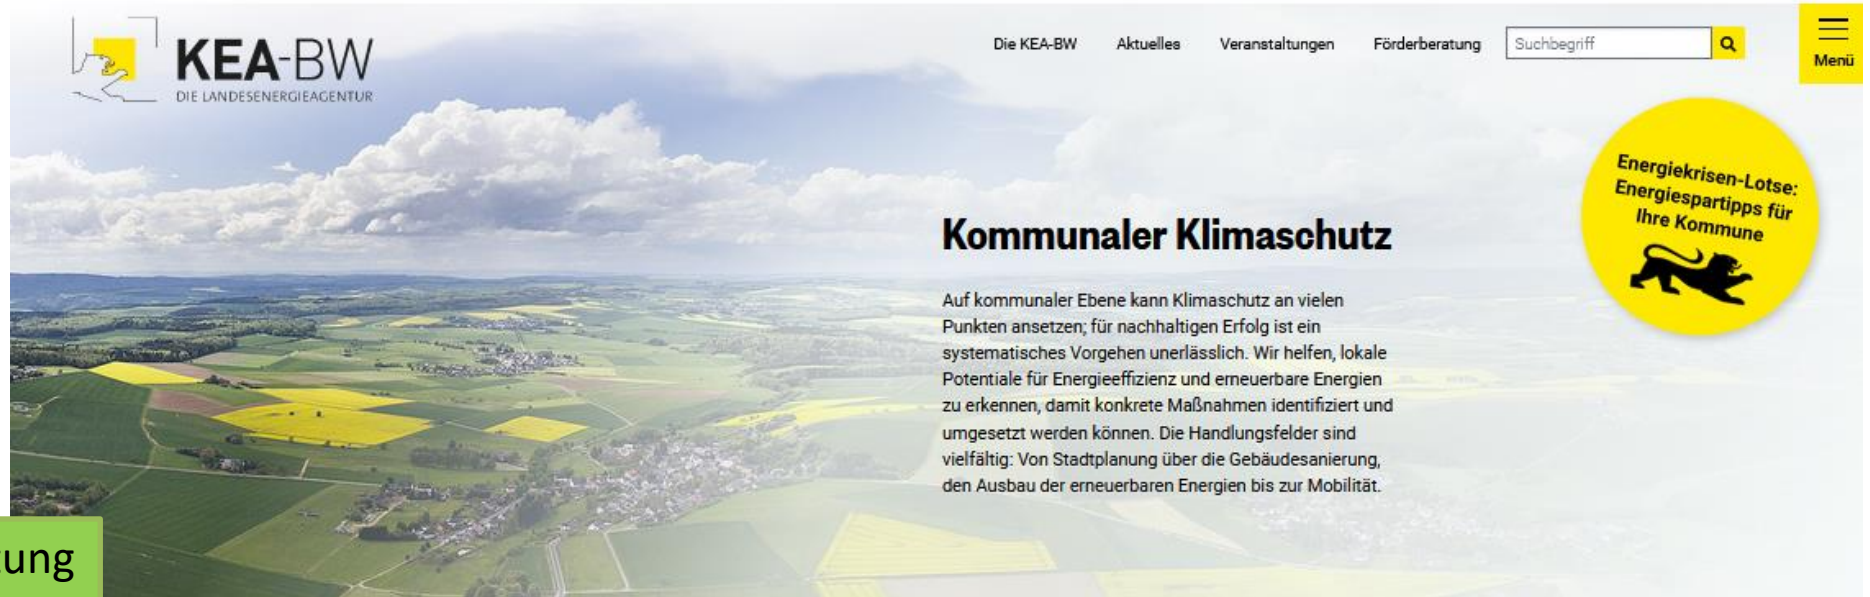 KEA-BW
DIE LANDESENERGIEAGENTUR
Die KEA-BW Aktuelles Veranstaltungen Förderberatung Suchbegriff
Menü
Energiekrisen-Lotse:
Energiespartipps für
Ihre Kommune
Kommunaler Klimaschutz
Auf kommunaler Ebene kann Klimaschutz an vielen
Punkten ansetzen; für nachhaltigen Erfolg ist ein
systematisches Vorgehen unerlässlich. Wir helfen, lokale
Potentiale für Energieeffizienz und erneuerbare Energien
zu erkennen, damit konkrete Maßnahmen identifiziert und
umgesetzt werden können. Die Handlungsfelder sind
vielfältig: Von Stadtplanung über die Gebäudesanierung,
den Ausbau der erneuerbaren Energien bis zur Mobilität.